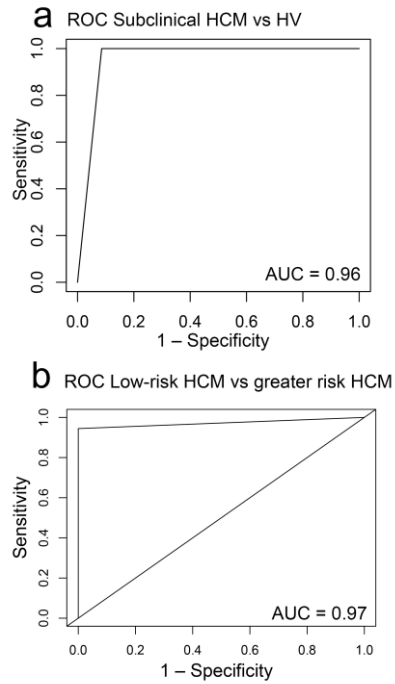 a ROC Subclinical HCM vs HV
Sensitivity
0.0 0.2 0.4 0.6 0.8 1.0
AUC = 0.96
0.0 0.2 0.4 0.6 0.8 1.0
1 – Specificity
b ROC Low-risk HCM vs greater risk HCM
Sensitivity
0.0 0.2 0.4 0.6 0.8 1.0
AUC = 0.97
0.0 0.2 0.4 0.6 0.8 1.0
1 – Specificity